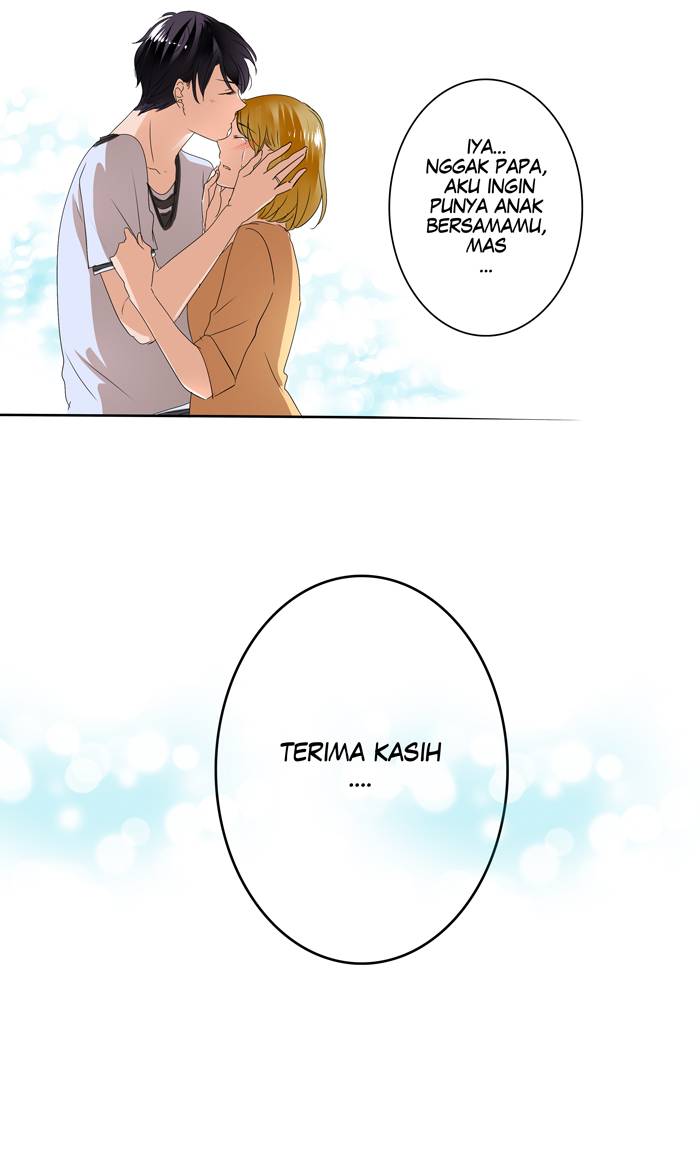 IYA...
NGGAK PAPA,
AKU INGIN
PUNYA ANAK
BERSAMAMU,
MAS
...
TERIMA KASIH
....